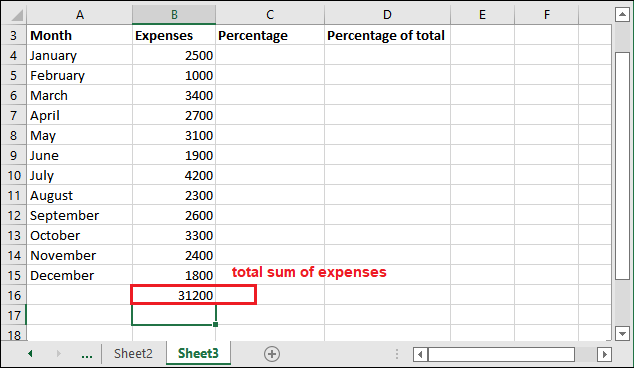 A B C D E F
3 Month Expenses Percentage Percentage of total
4 January 2500
5 February 1000
6 March 3400
7 April 2700
8 May 3100
9 June 1900
10 July 4200
11 August 2300
12 September 2600
13 October 3300
14 November 2400
15 December 1800 total sum of expenses
16 31200
17
18
... Sheet2 Sheet3